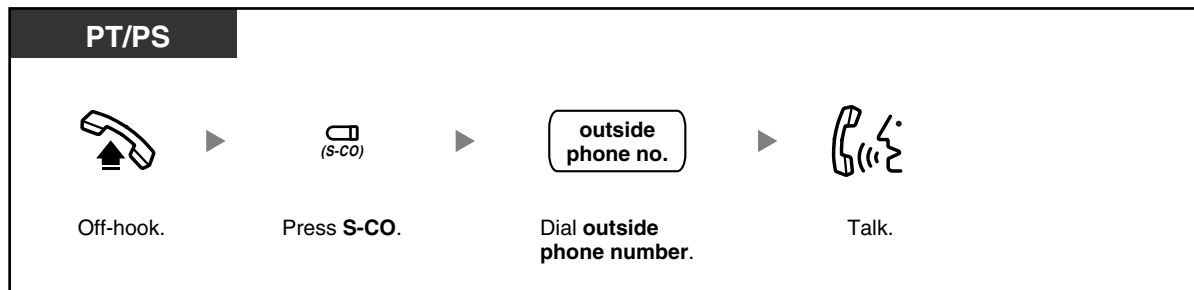 PT/PS
(S-CO)
outside
phone no.
Off-hook.
Press S-CO.
Dial outside
phone number.
Talk.